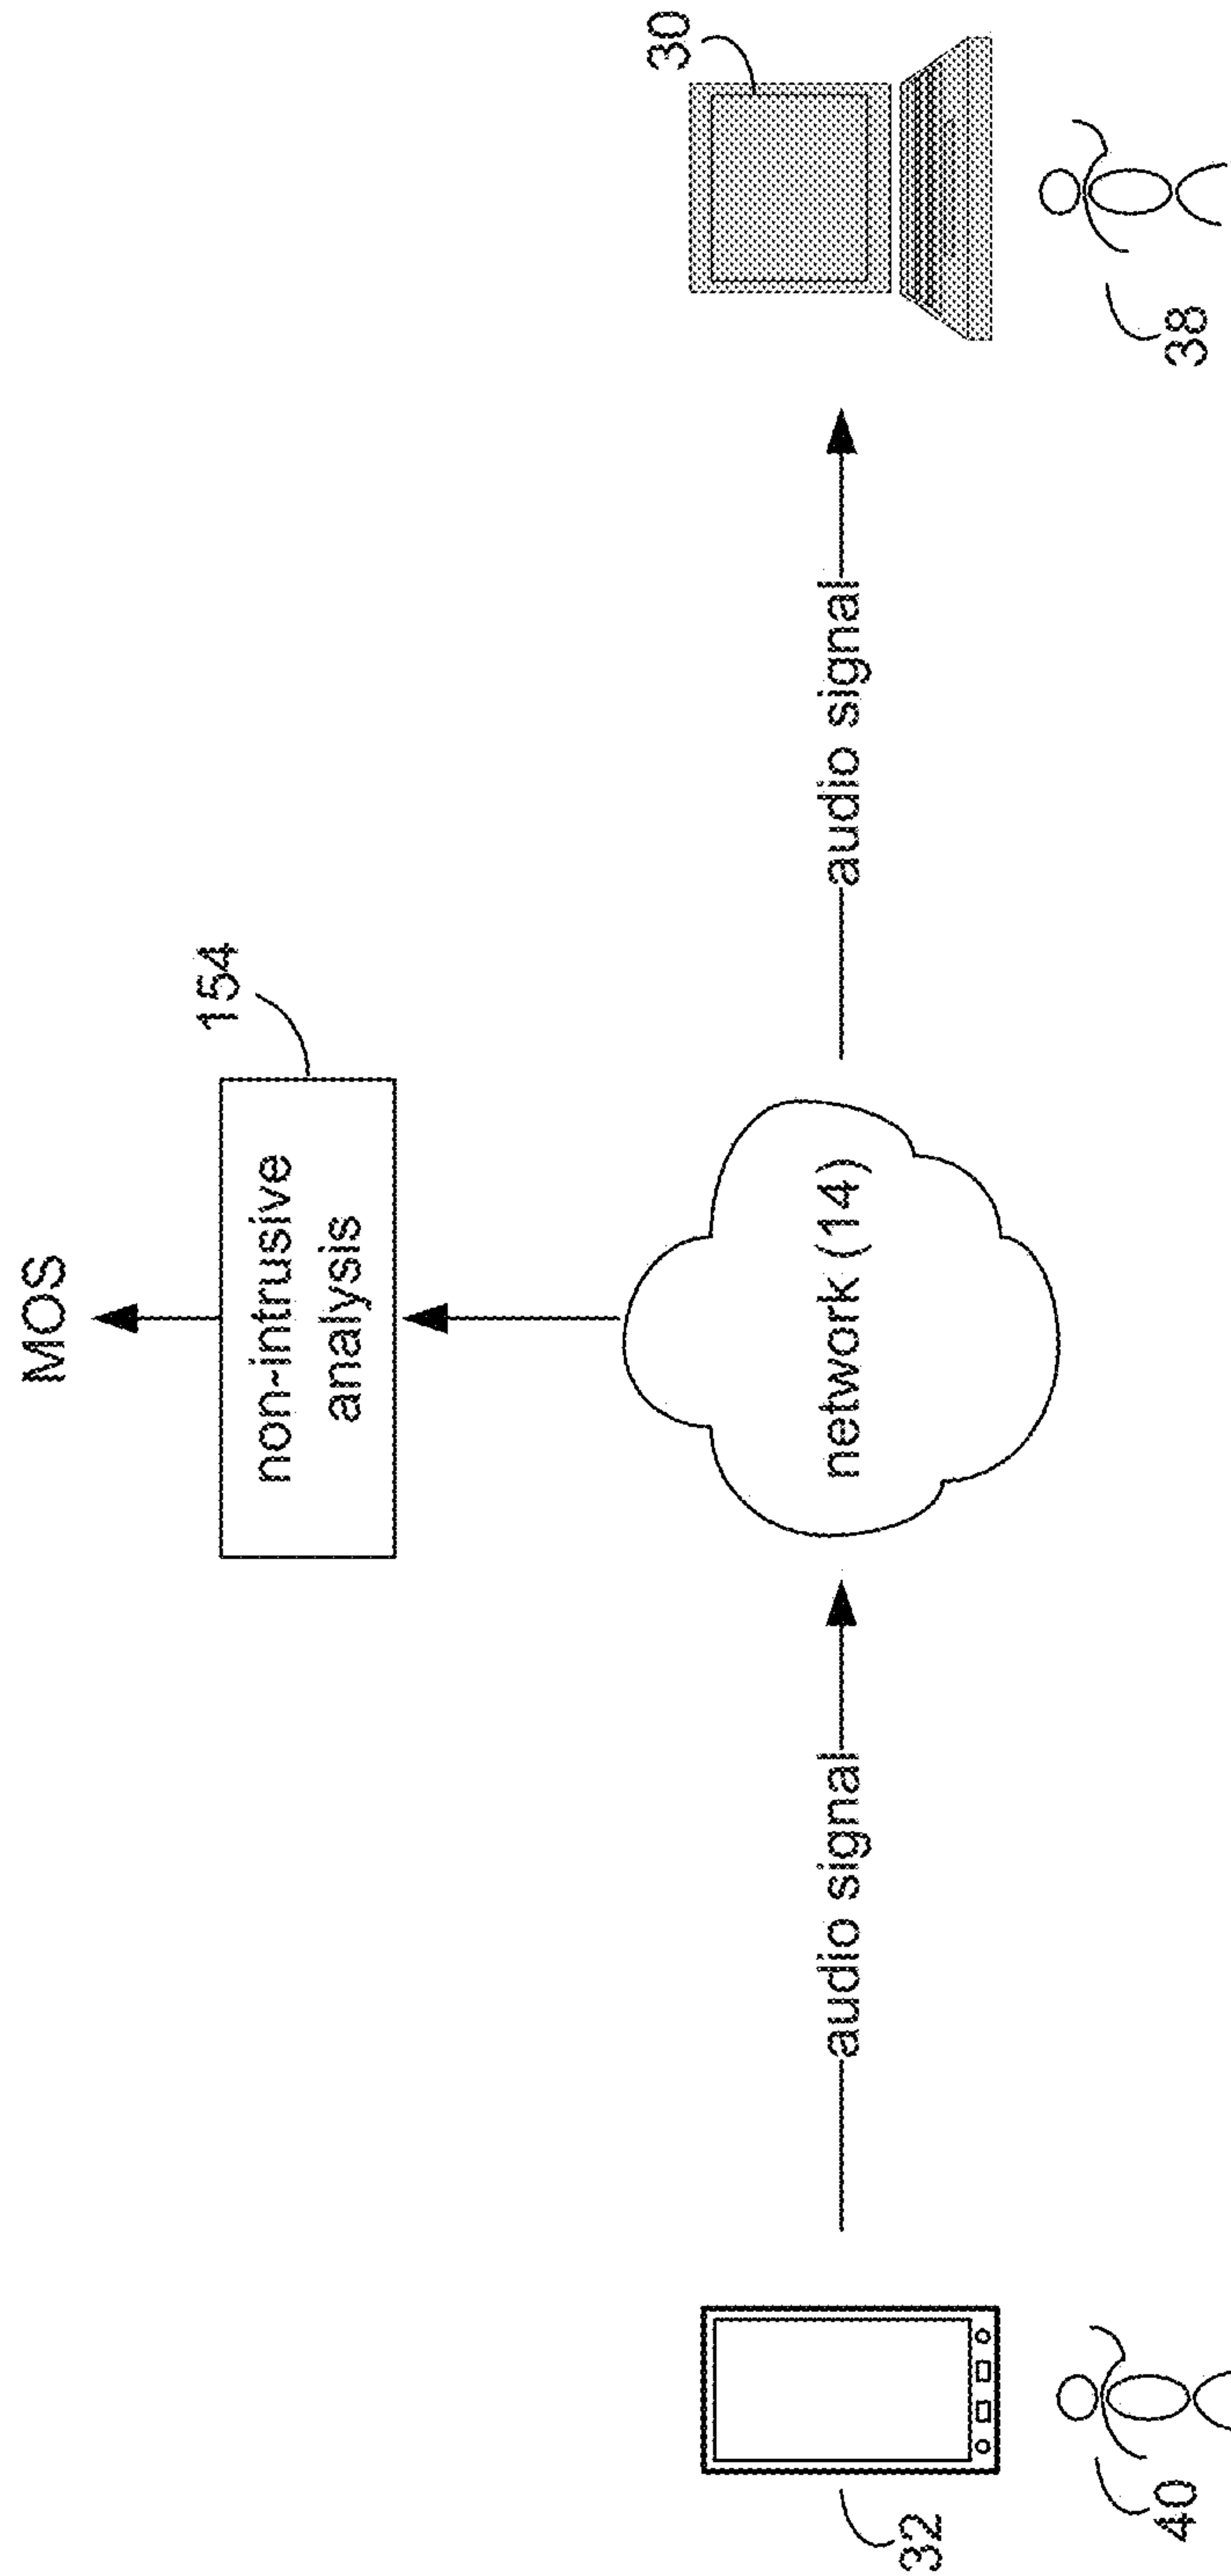 MOS
154
non-intrusive
analysis
30
audio signal
network (14)
audio signal
32
40
38